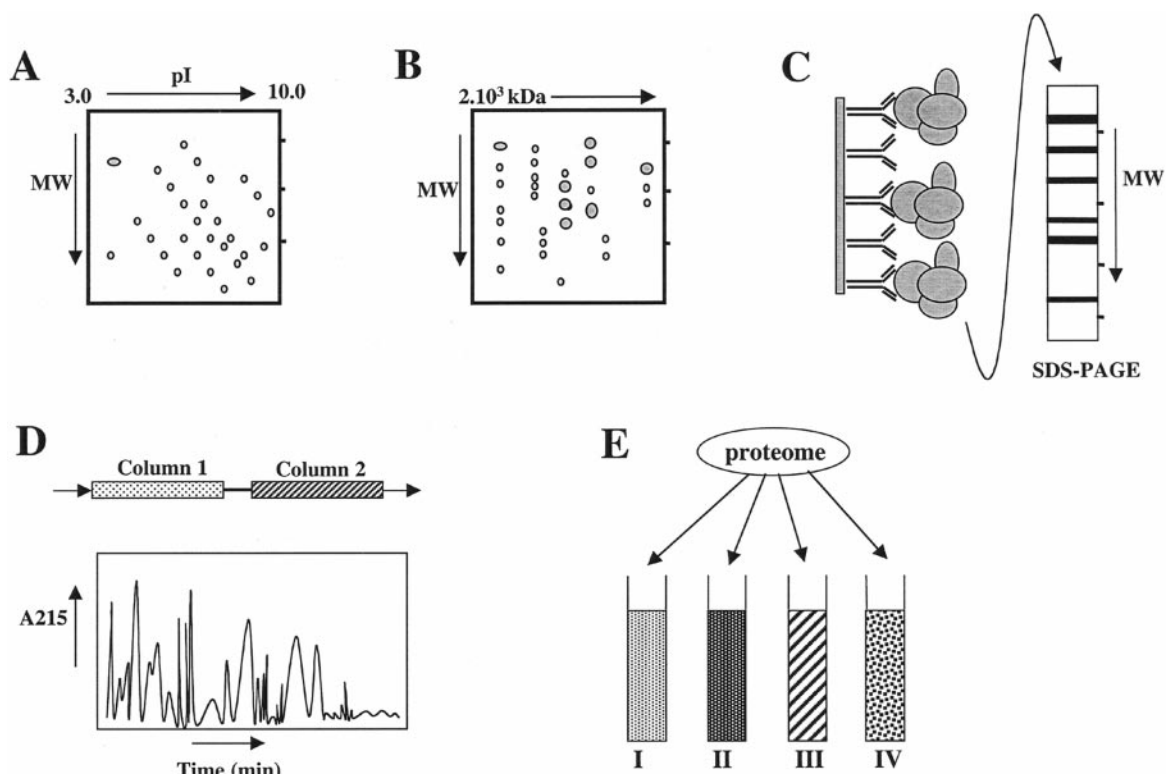 A
pI
3.0
10.0
MW
B
2.10³ kDa
MW
C
MW
SDS-PAGE
D
Column 1
Column 2
A215
Time (min)
E
proteome
I
II
III
IV